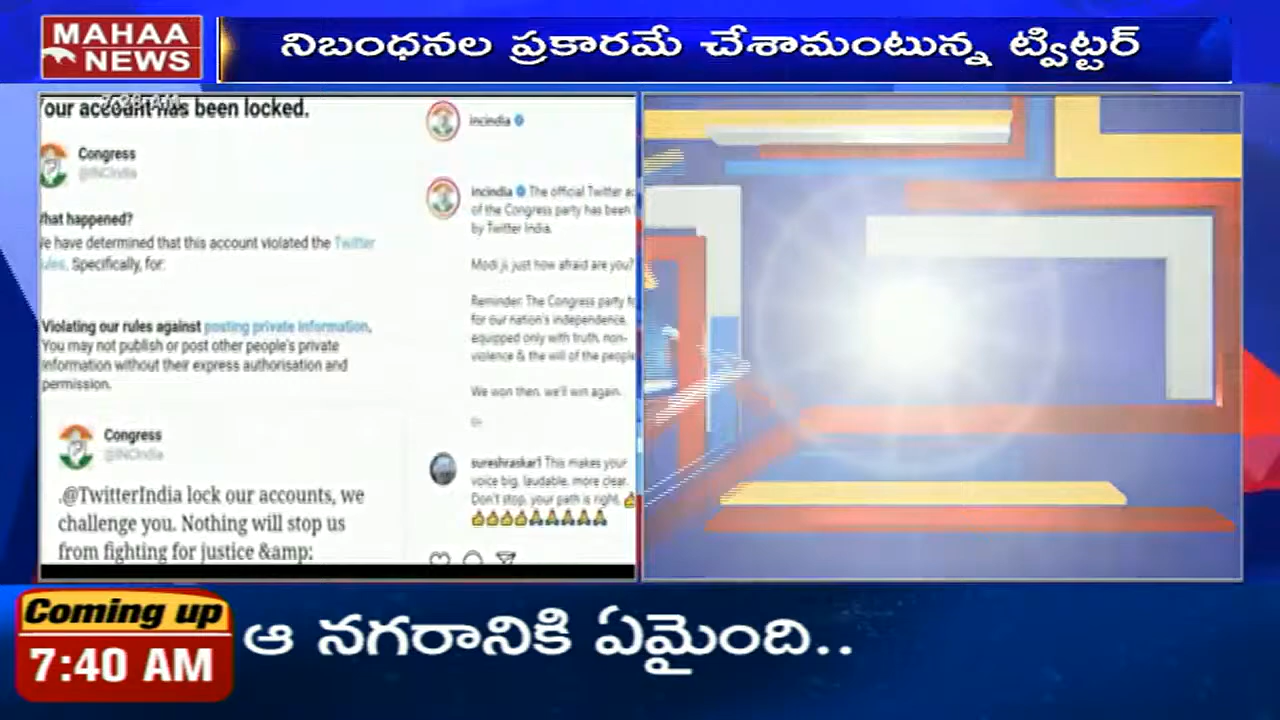 MAHAA
NEWS
నిబంధనల ప్రకారమే చేశామంటున్న ట్విట్టర్
our account has been locked.
Congress
@INCIndia
hat happened?
e have determined that this account violated the Twitter
ules. Specifically, for:
Violating our rules against posting private information.
You may not publish or post other people's private
information without their express authorisation and
permission.
Congress
@INCIndia
.@TwitterIndia lock our accounts, we
challenge you. Nothing will stop us
from fighting for justice &amp;
incindia
incindia The official Twitter ac
of the Congress party has been
by Twitter India.
Modi ji, just how afraid are you?
Reminder: The Congress party fo
for our nation's independence,
equipped only with truth, non-
violence & the will of the people
We won then, we'll win again.
sureshraskar1 This makes your
voice big, laudable, more clear.
Don't stop, your path is right. 👍
👍👍👍👍🙏🙏🙏🙏🙏
Coming up
7:40 AM
ఆ నగరానికి ఏమైంది..